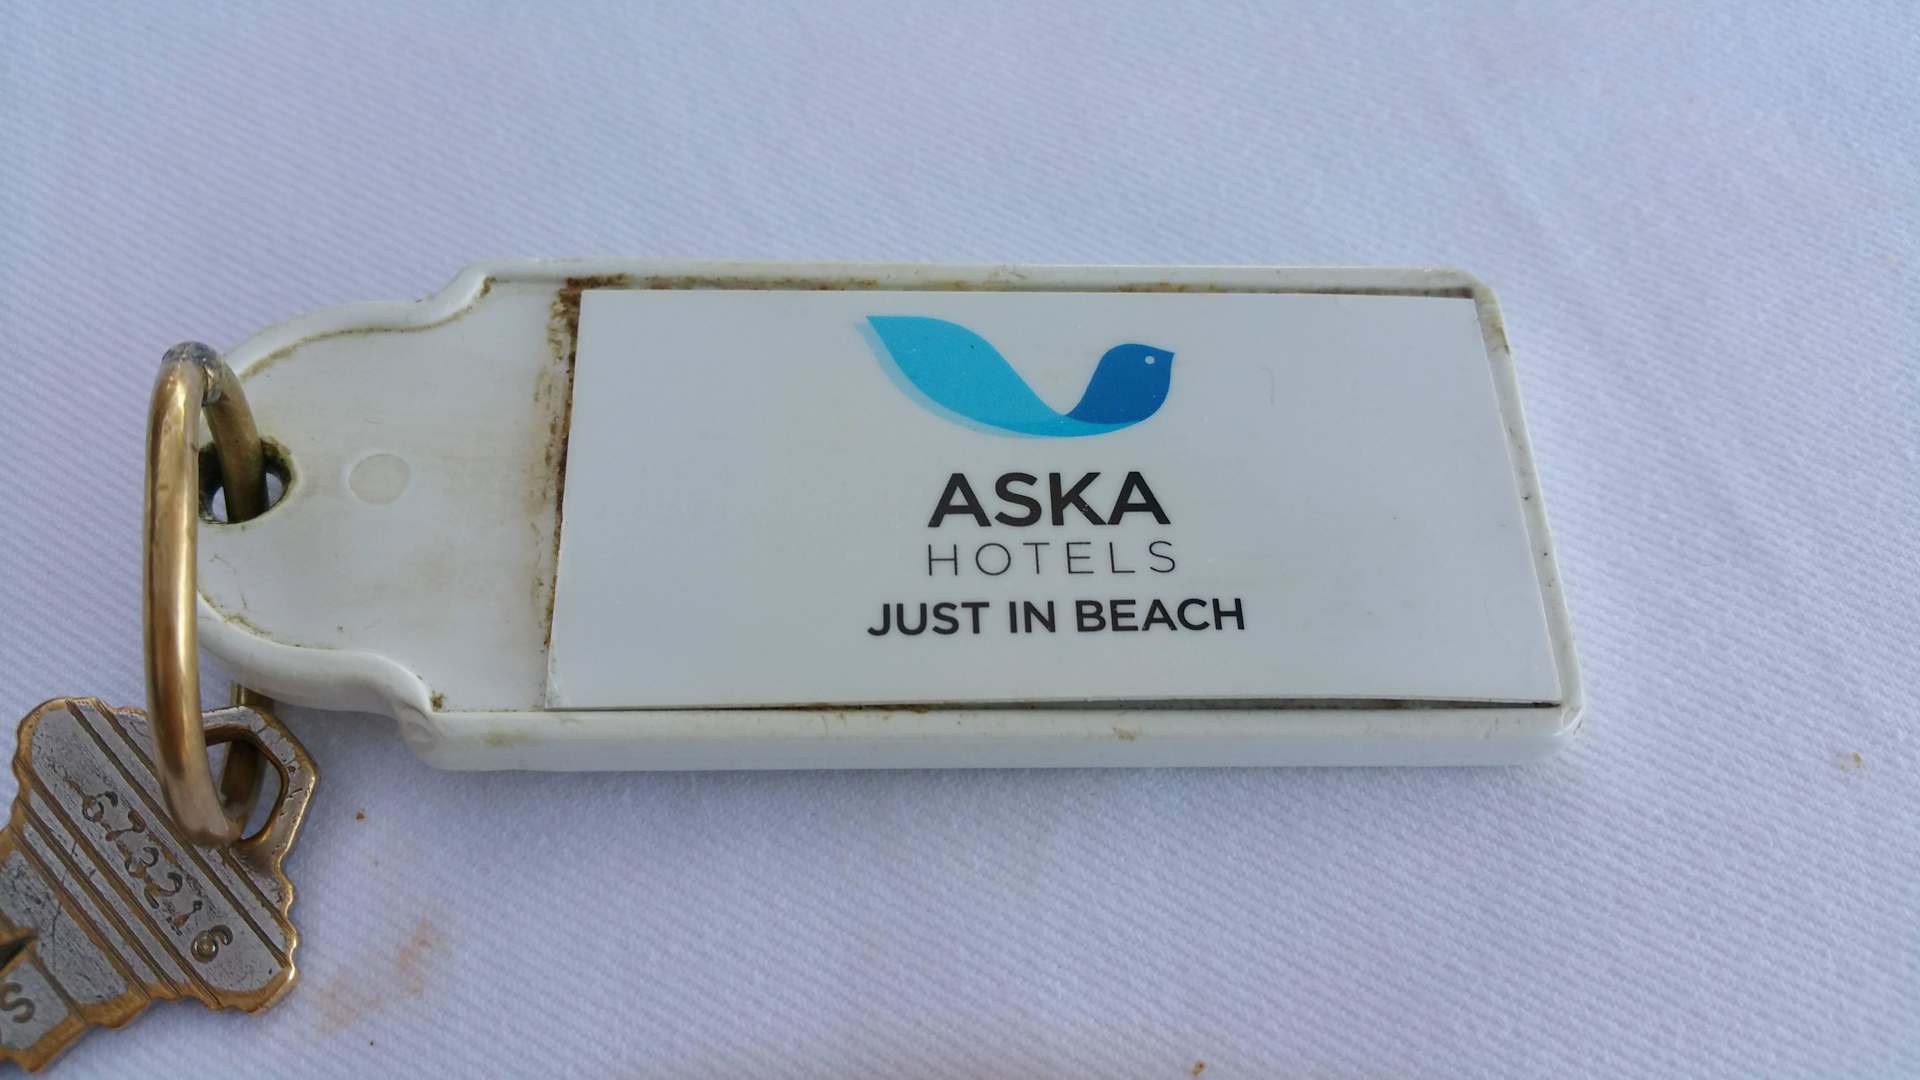 ASKA
HOTELS
JUST IN BEACH
673216
S